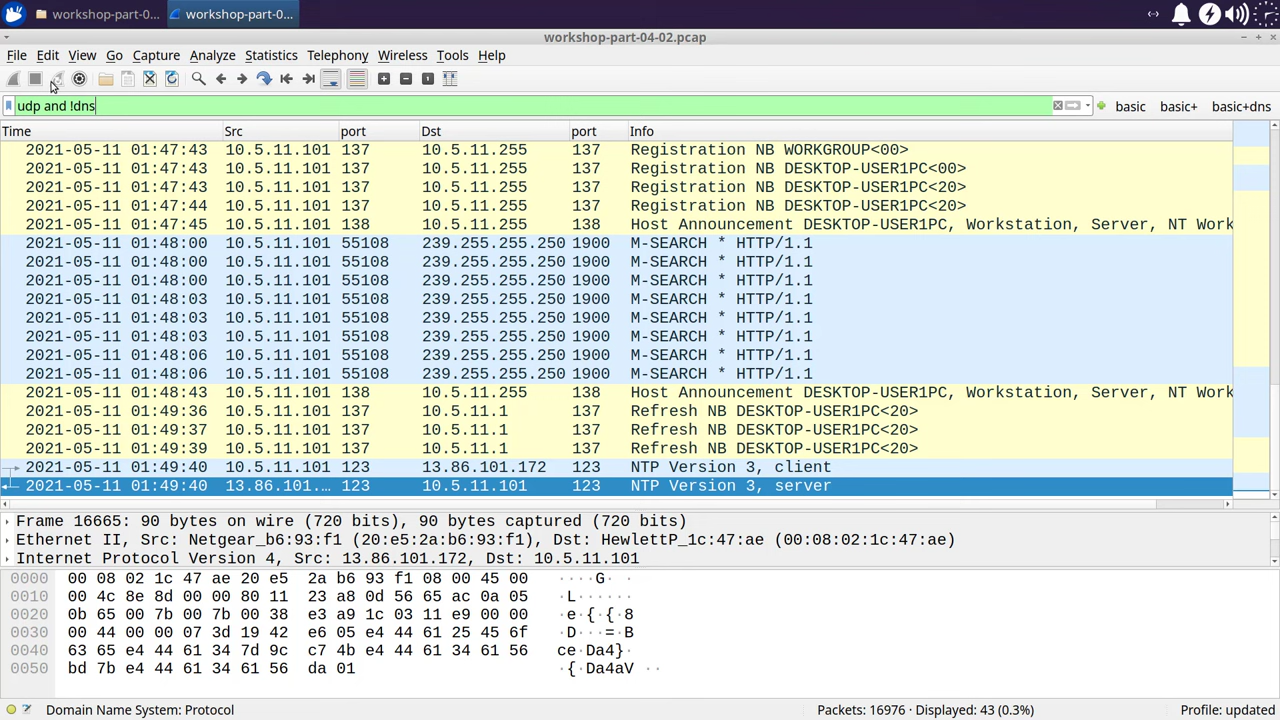 workshop-part-0... workshop-part-0...
workshop-part-04-02.pcap
File Edit View Go Capture Analyze Statistics Telephony Wireless Tools Help
udp and !dns basic basic+ basic+dns
Time Src port Dst port Info
2021-05-11 01:47:43 10.5.11.101 137 10.5.11.255 137 Registration NB WORKGROUP<00>
2021-05-11 01:47:43 10.5.11.101 137 10.5.11.255 137 Registration NB DESKTOP-USER1PC<00>
2021-05-11 01:47:43 10.5.11.101 137 10.5.11.255 137 Registration NB DESKTOP-USER1PC<20>
2021-05-11 01:47:44 10.5.11.101 137 10.5.11.255 137 Registration NB DESKTOP-USER1PC<20>
2021-05-11 01:47:45 10.5.11.101 138 10.5.11.255 138 Host Announcement DESKTOP-USER1PC, Workstation, Server, NT Work
2021-05-11 01:48:00 10.5.11.101 55108 239.255.255.250 1900 M-SEARCH * HTTP/1.1
2021-05-11 01:48:00 10.5.11.101 55108 239.255.255.250 1900 M-SEARCH * HTTP/1.1
2021-05-11 01:48:00 10.5.11.101 55108 239.255.255.250 1900 M-SEARCH * HTTP/1.1
2021-05-11 01:48:03 10.5.11.101 55108 239.255.255.250 1900 M-SEARCH * HTTP/1.1
2021-05-11 01:48:03 10.5.11.101 55108 239.255.255.250 1900 M-SEARCH * HTTP/1.1
2021-05-11 01:48:03 10.5.11.101 55108 239.255.255.250 1900 M-SEARCH * HTTP/1.1
2021-05-11 01:48:06 10.5.11.101 55108 239.255.255.250 1900 M-SEARCH * HTTP/1.1
2021-05-11 01:48:06 10.5.11.101 55108 239.255.255.250 1900 M-SEARCH * HTTP/1.1
2021-05-11 01:48:43 10.5.11.101 138 10.5.11.255 138 Host Announcement DESKTOP-USER1PC, Workstation, Server, NT Work
2021-05-11 01:49:36 10.5.11.101 137 10.5.11.1 137 Refresh NB DESKTOP-USER1PC<20>
2021-05-11 01:49:37 10.5.11.101 137 10.5.11.1 137 Refresh NB DESKTOP-USER1PC<20>
2021-05-11 01:49:39 10.5.11.101 137 10.5.11.1 137 Refresh NB DESKTOP-USER1PC<20>
2021-05-11 01:49:40 10.5.11.101 123 13.86.101.172 123 NTP Version 3, client
2021-05-11 01:49:40 13.86.101.… 123 10.5.11.101 123 NTP Version 3, server
Frame 16665: 90 bytes on wire (720 bits), 90 bytes captured (720 bits)
Ethernet II, Src: Netgear_b6:93:f1 (20:e5:2a:b6:93:f1), Dst: HewlettP_1c:47:ae (00:08:02:1c:47:ae)
Internet Protocol Version 4, Src: 13.86.101.172, Dst: 10.5.11.101
0000 00 08 02 1c 47 ae 20 e5 2a b6 93 f1 08 00 45 00 ····G· ·
0010 00 4c 8e 8d 00 00 80 11 23 a8 0d 56 65 ac 0a 05 ·L······
0020 0b 65 00 7b 00 7b 00 38 e3 a9 1c 03 11 e9 00 00 ·e·{·{·8
0030 00 44 00 00 07 3d 19 42 e6 05 e4 44 61 25 45 6f ·D···=·B
0040 63 65 e4 44 61 34 7d 9c c7 4b e4 44 61 34 61 56 ce·Da4}·
0050 bd 7b e4 44 61 34 61 56 da 01 ·{·Da4aV ··
Domain Name System: Protocol Packets: 16976 · Displayed: 43 (0.3%) Profile: updated